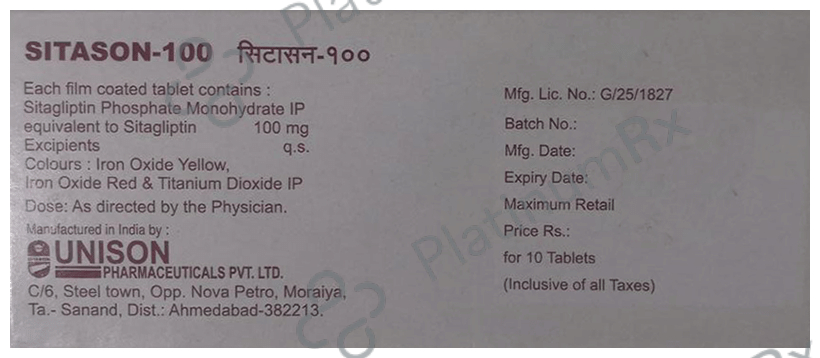 SITASON-100 सिटासन-१००
Each film coated tablet contains :
Sitagliptin Phosphate Monohydrate IP
equivalent to Sitagliptin 100 mg
Excipients q.s.
Colours : Iron Oxide Yellow,
Iron Oxide Red & Titanium Dioxide IP
Dose: As directed by the Physician.
Manufactured in India by :
UNISON
PHARMACEUTICALS PVT. LTD.
C/6, Steel town, Opp. Nova Petro, Moraiya,
Ta.- Sanand, Dist.: Ahmedabad-382213.
Mfg. Lic. No.: G/25/1827
Batch No.:
Mfg. Date:
Expiry Date:
Maximum Retail
Price Rs.:
for 10 Tablets
(Inclusive of all Taxes)
PlatinumRx